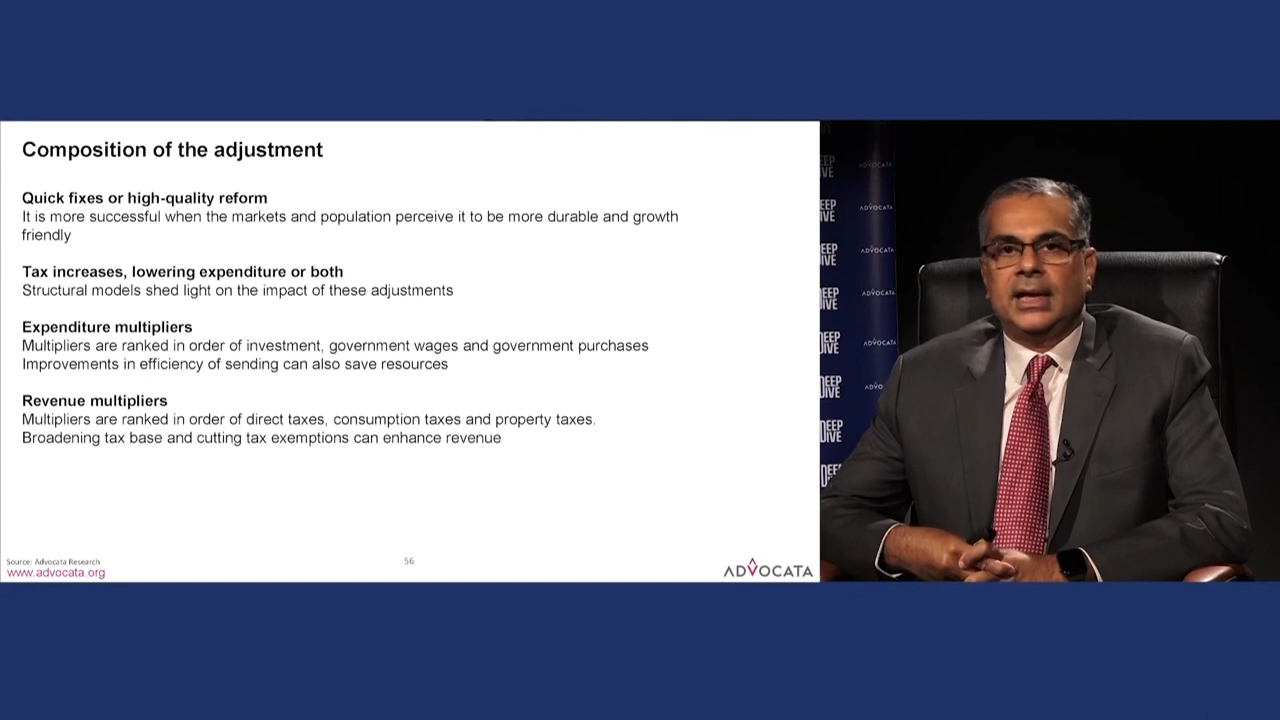 Composition of the adjustment
Quick fixes or high-quality reform
It is more successful when the markets and population perceive it to be more durable and growth
friendly
Tax increases, lowering expenditure or both
Structural models shed light on the impact of these adjustments
Expenditure multipliers
Multipliers are ranked in order of investment, government wages and government purchases
Improvements in efficiency of sending can also save resources
Revenue multipliers
Multipliers are ranked in order of direct taxes, consumption taxes and property taxes.
Broadening tax base and cutting tax exemptions can enhance revenue
Source: Advocata Research
www.advocata.org
56
ADVOCATA
ADVOCATA
ADVOCATA
ADVOCATA
ADVOCATA
ADVOCATA